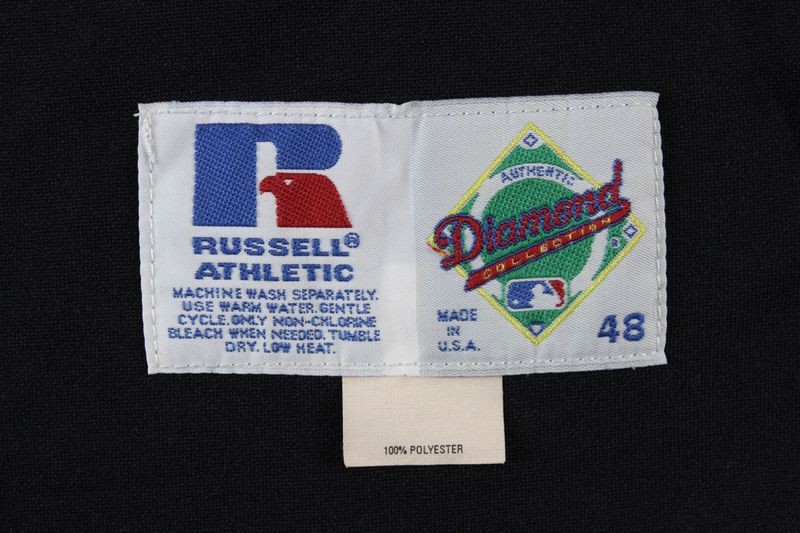 RUSSELL®
ATHLETIC
MACHINE WASH SEPARATELY.
USE WARM WATER. GENTLE
CYCLE. ONLY NON-CHLORINE
BLEACH WHEN NEEDED. TUMBLE
DRY. LOW HEAT.
AUTHENTIC
Diamond
COLLECTION
MADE
IN
U.S.A.
48
100% POLYESTER